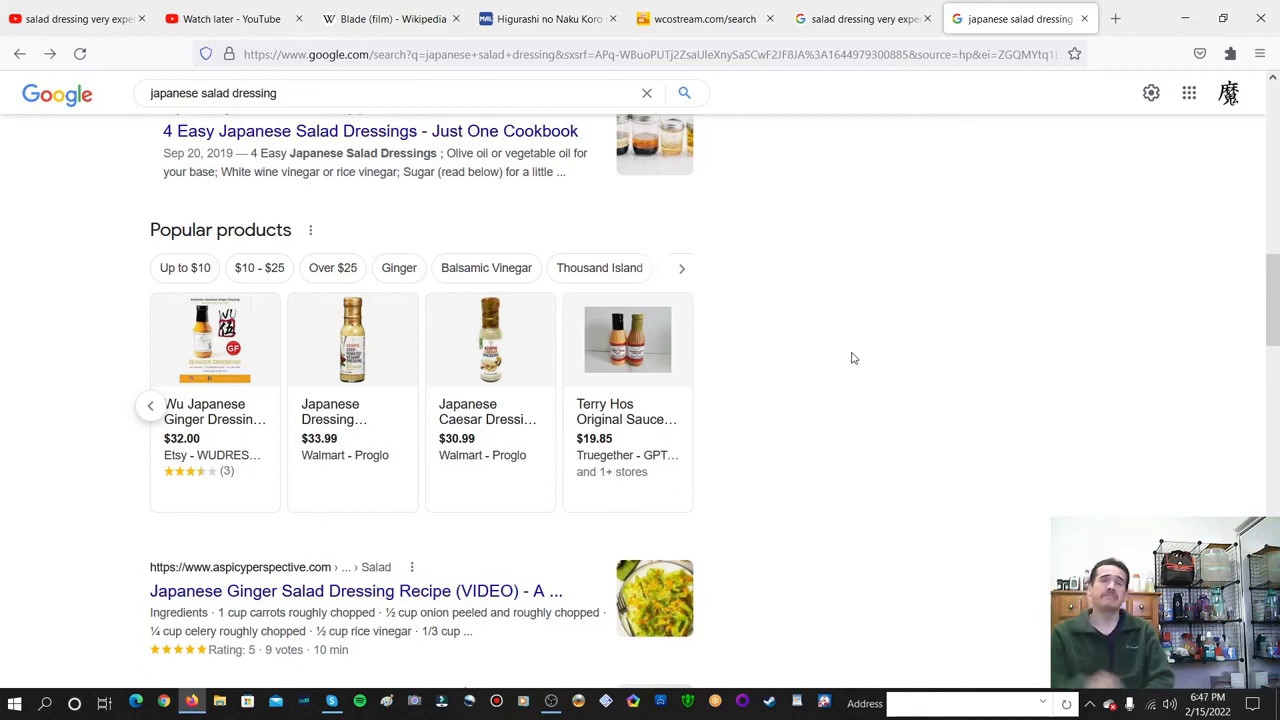 salad dressing very expen
Watch later - YouTube
Blade (film) - Wikipedia
Higurashi no Naku Koro
wcostream.com/search
salad dressing very exper
japanese salad dressing
https://www.google.com/search?q=japanese+salad+dressing&sxsrf=APq-WBuoPUTj2ZsaUleXnySaSCwF2JF8JA%3A1644979300885&source=hp&ei=ZGQMYtq1
Google
japanese salad dressing
魔
4 Easy Japanese Salad Dressings - Just One Cookbook
Sep 20, 2019 — 4 Easy Japanese Salad Dressings ; Olive oil or vegetable oil for
your base; White wine vinegar or rice vinegar; Sugar (read below) for a little ...
Popular products
Up to $10
$10 - $25
Over $25
Ginger
Balsamic Vinegar
Thousand Island
GF
GINGER DRESSING
Wu Japanese
Ginger Dressin...
$32.00
Etsy - WUDRES...
(3)
Japanese
Dressing...
$33.99
Walmart - Proglo
Japanese
Caesar Dressi...
$30.99
Walmart - Proglo
Terry Hos
Original Sauce...
$19.85
Truegether - GPT...
and 1+ stores
https://www.aspicyperspective.com › ... › Salad
Japanese Ginger Salad Dressing Recipe (VIDEO) - A ...
Ingredients · 1 cup carrots roughly chopped · ½ cup onion peeled and roughly chopped ·
¼ cup celery roughly chopped · ½ cup rice vinegar · 1/3 cup ...
Rating: 5 · 9 votes · 10 min
Address
6:47 PM
2/15/2022